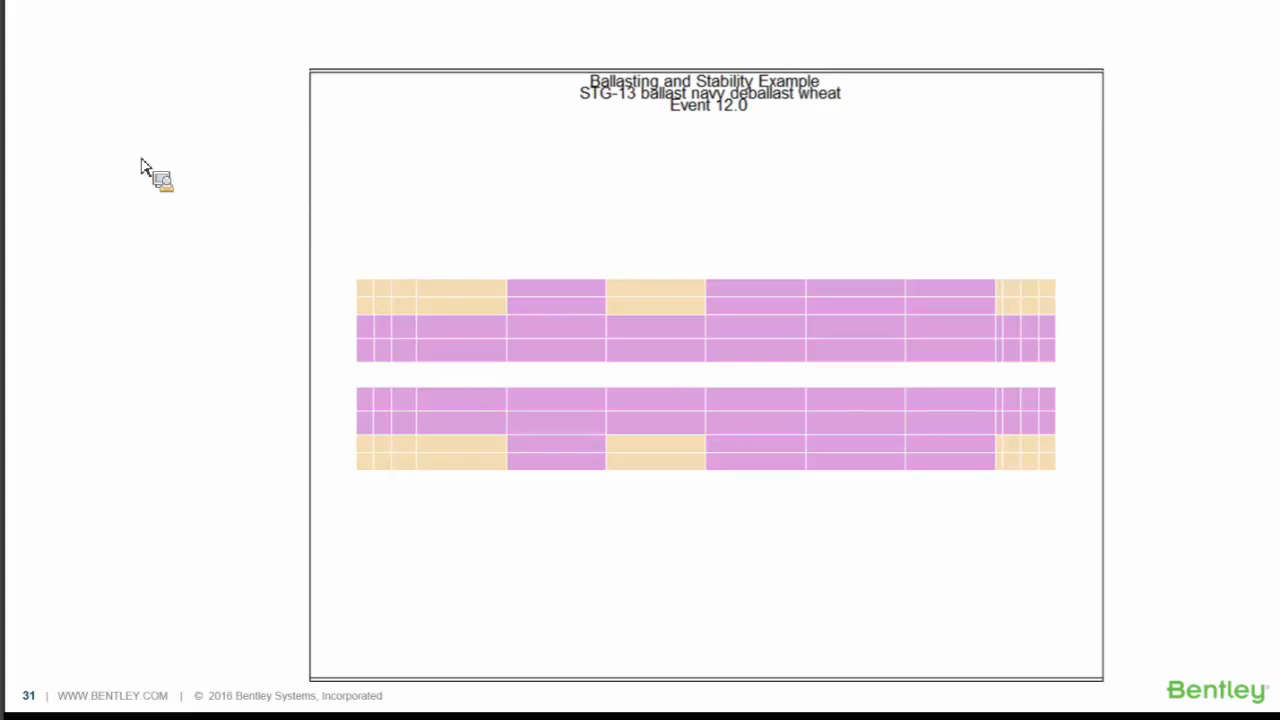 Ballasting and Stability Example
STG-13 ballast navy deballast wheat
Event 12.0
31 | WWW.BENTLEY.COM | © 2016 Bentley Systems, Incorporated
Bentley®